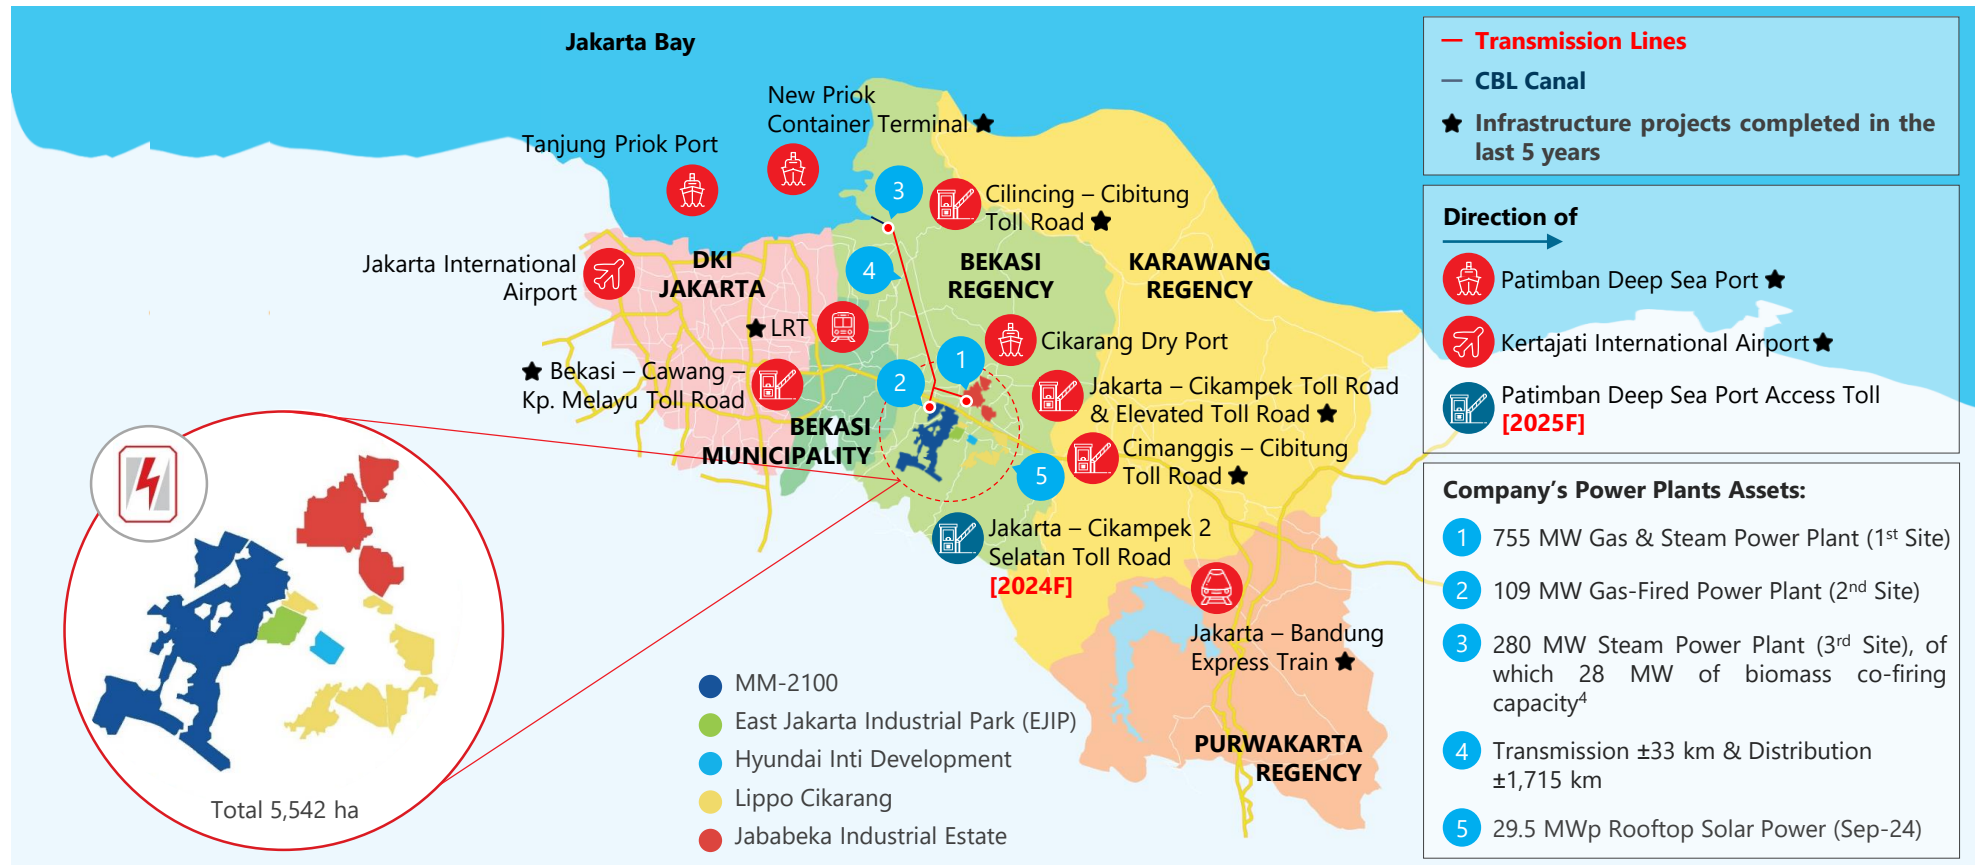 Jakarta Bay
New Priok
Container Terminal ★
Tanjung Priok Port
3
Cilincing – Cibitung
Toll Road ★
Jakarta International
Airport
DKI
JAKARTA
4
BEKASI
REGENCY
KARAWANG
REGENCY
★ LRT
1
Cikarang Dry Port
★ Bekasi – Cawang –
Kp. Melayu Toll Road
2
Jakarta – Cikampek Toll Road
& Elevated Toll Road ★
BEKASI
MUNICIPALITY
Cimanggis – Cibitung
Toll Road ★
5
Jakarta – Cikampek 2
Selatan Toll Road
[2024F]
Jakarta – Bandung
Express Train ★
PURWAKARTA
REGENCY
Total 5,542 ha
MM-2100
East Jakarta Industrial Park (EJIP)
Hyundai Inti Development
Lippo Cikarang
Jababeka Industrial Estate
Transmission Lines
CBL Canal
★ Infrastructure projects completed in the
last 5 years
Direction of
Patimban Deep Sea Port ★
Kertajati International Airport ★
Patimban Deep Sea Port Access Toll
[2025F]
Company's Power Plants Assets:
1 755 MW Gas & Steam Power Plant (1st Site)
2 109 MW Gas-Fired Power Plant (2nd Site)
3 280 MW Steam Power Plant (3rd Site), of
which 28 MW of biomass co-firing
capacity4
4 Transmission ±33 km & Distribution
±1,715 km
5 29.5 MWp Rooftop Solar Power (Sep-24)